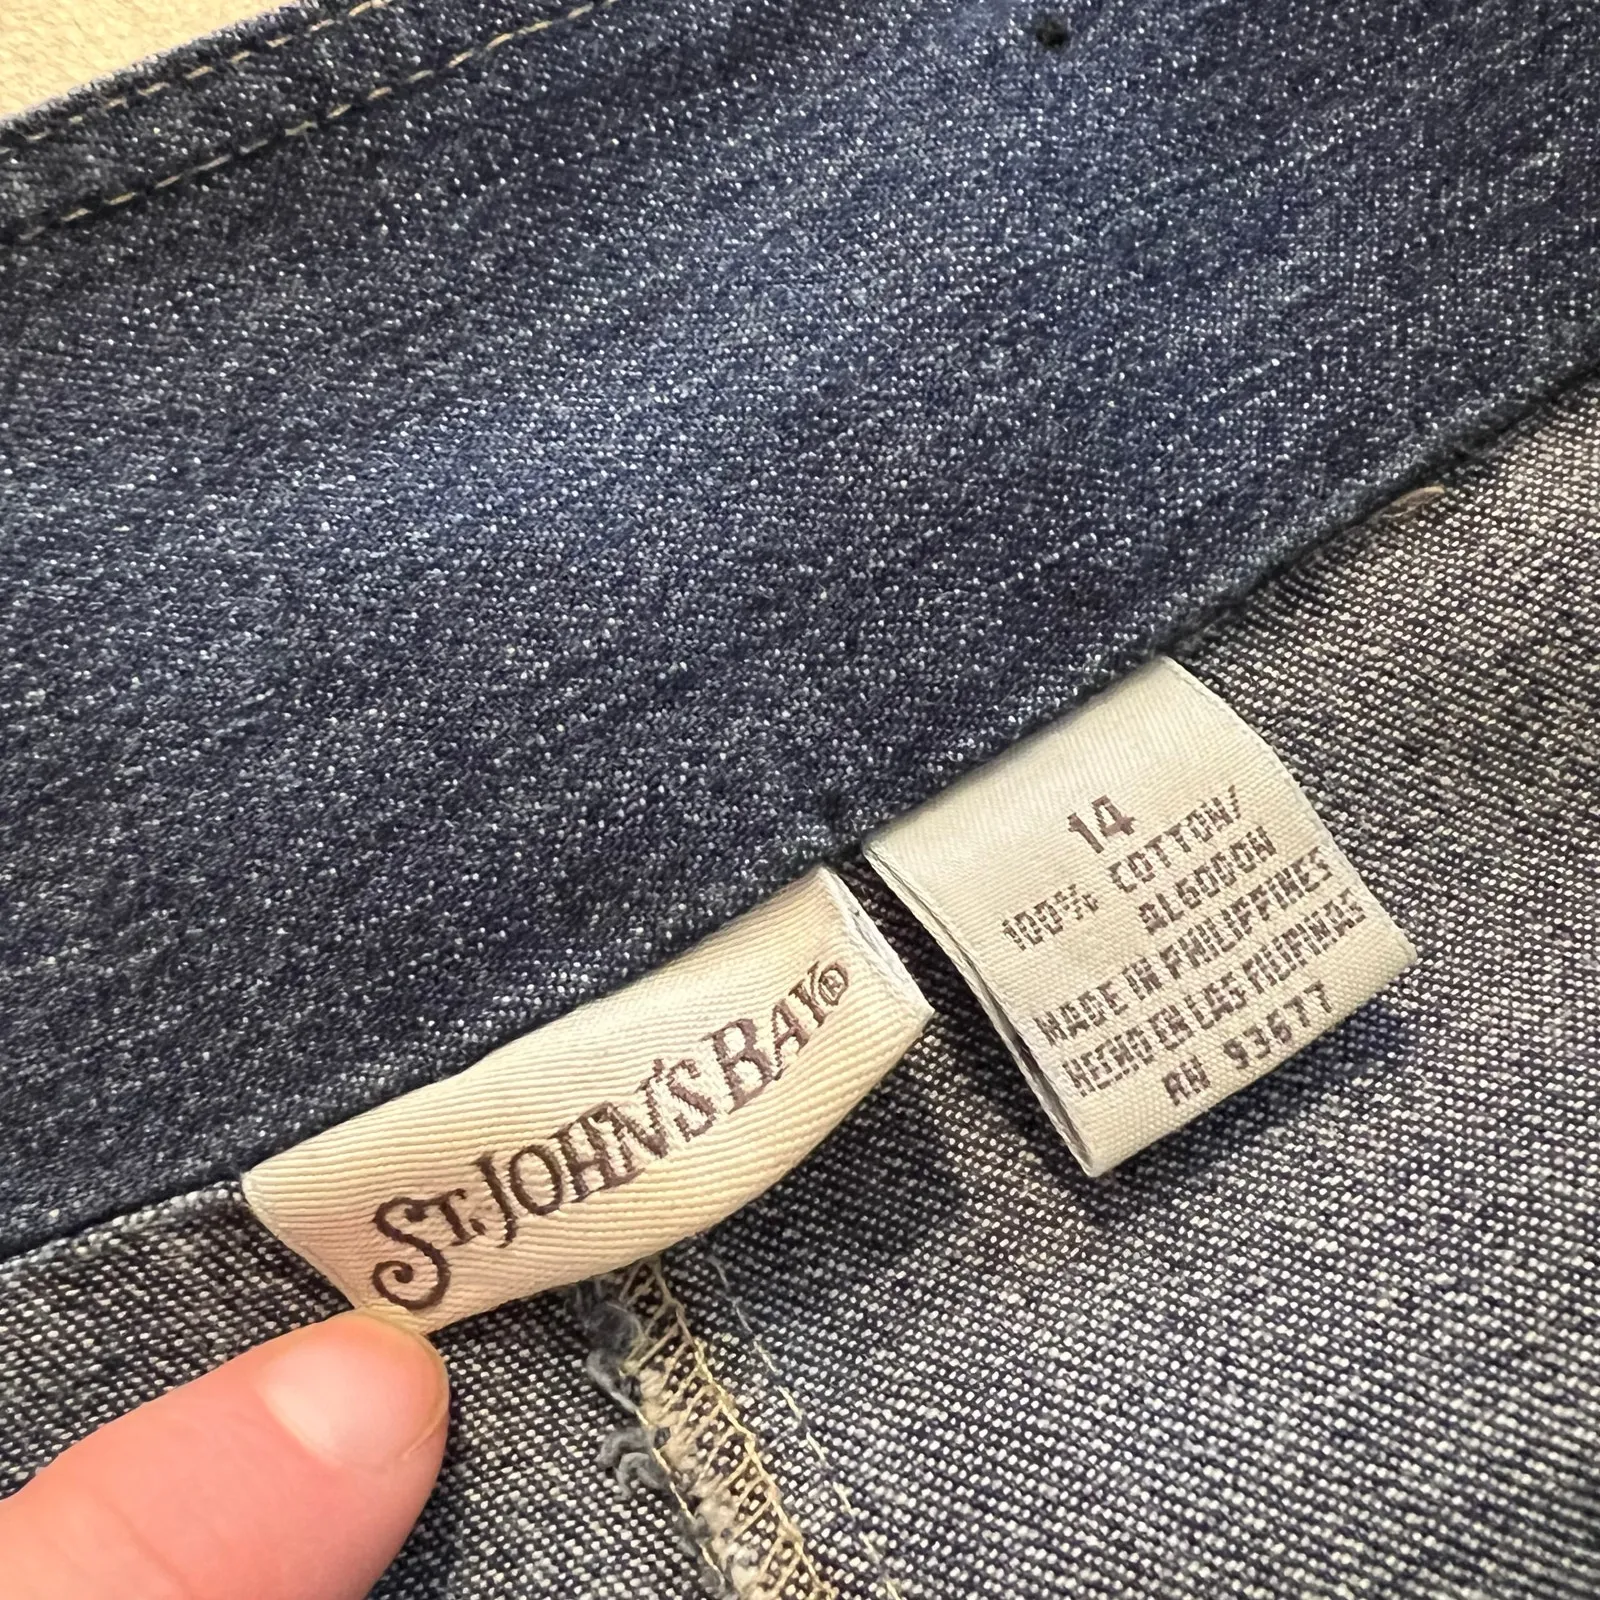 ST. JOHN'S BAY®
14
100% COTTON/
ALGODON
MADE IN PHILIPPINES
HECHO EN LAS FILIPINAS
RN 93677